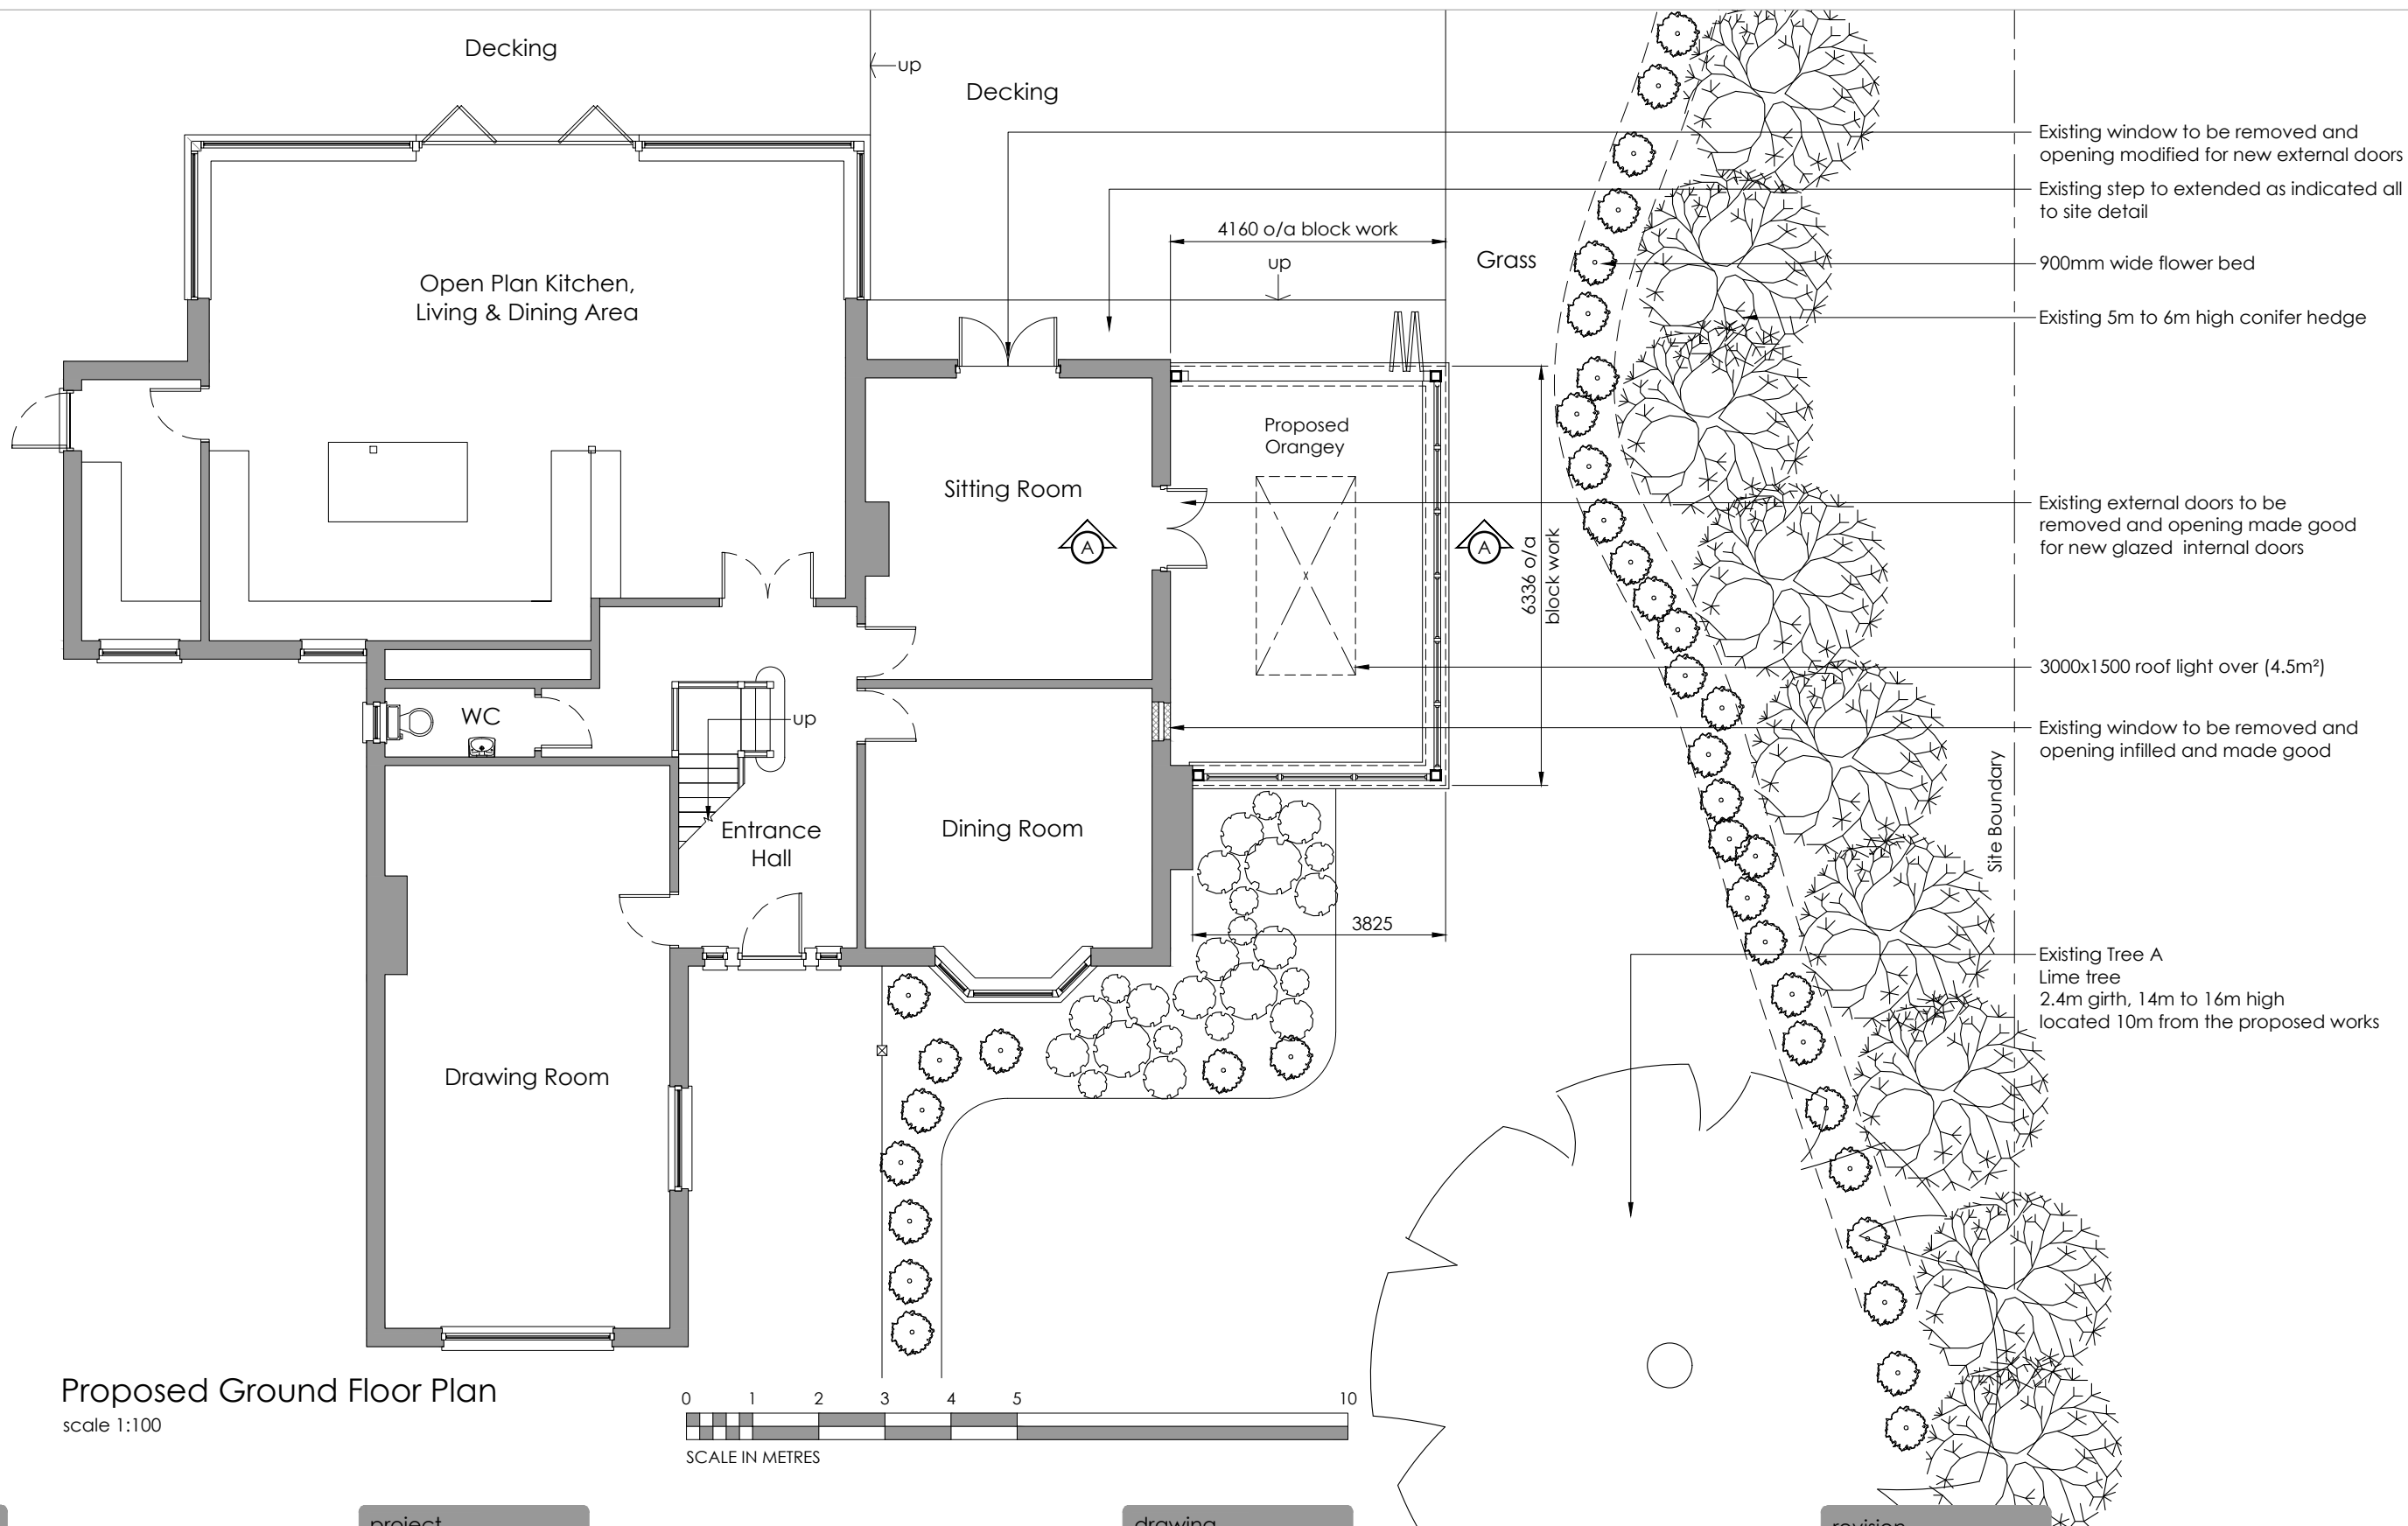 Decking
up
Decking
Existing window to be removed and
opening modified for new external doors
Existing step to extended as indicated all
to site detail
4160 o/a block work
up
Grass
900mm wide flower bed
Open Plan Kitchen,
Living & Dining Area
Existing 5m to 6m high conifer hedge
Proposed
Orangey
Sitting Room
Existing external doors to be
removed and opening made good
for new glazed internal doors
A
A
6336 o/a
block work
3000x1500 roof light over (4.5m²)
WC
up
Existing window to be removed and
opening infilled and made good
Site Boundary
Entrance
Hall
Dining Room
3825
Existing Tree A
Lime tree
2.4m girth, 14m to 16m high
located 10m from the proposed works
Drawing Room
Proposed Ground Floor Plan
scale 1:100
0 1 2 3 4 5 10
SCALE IN METRES
project
drawing
revision